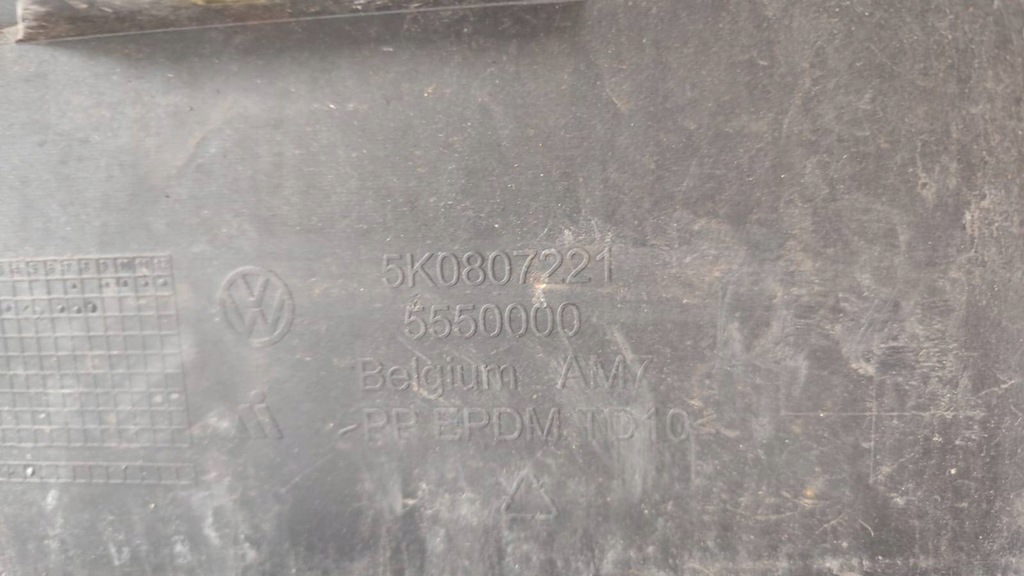 5K0807221
5550000
Belgium AM7
>PP EPDM TD10<